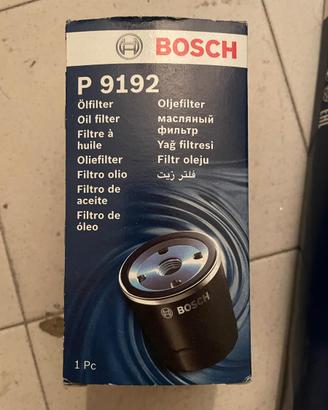 BOSCH
P 9192
Ölfilter
Oil filter
Filtre à
huile
Oliefilter
Filtro olio
Filtro de
aceite
Filtro de
óleo
Oljefilter
масляный
фильтр
Yağ filtresi
Filtr oleju
فلتر زيت
BOSCH
1 Pc